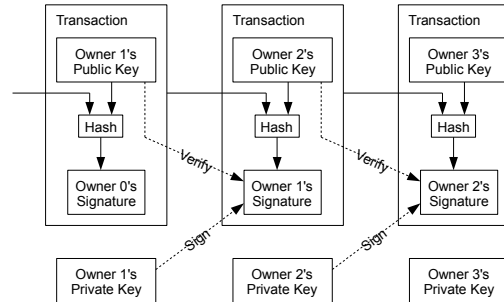 Transaction
Owner 1's
Public Key
Hash
Owner 0's
Signature
Transaction
Owner 2's
Public Key
Hash
Verify
Owner 1's
Signature
Transaction
Owner 3's
Public Key
Hash
Verify
Owner 2's
Signature
Owner 1's
Private Key
Sign
Owner 2's
Private Key
Sign
Owner 3's
Private Key